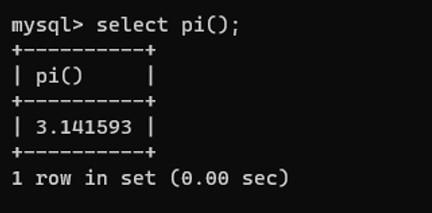 mysql> select pi();
+----------+
| pi()     |
+----------+
| 3.141593 |
+----------+
1 row in set (0.00 sec)